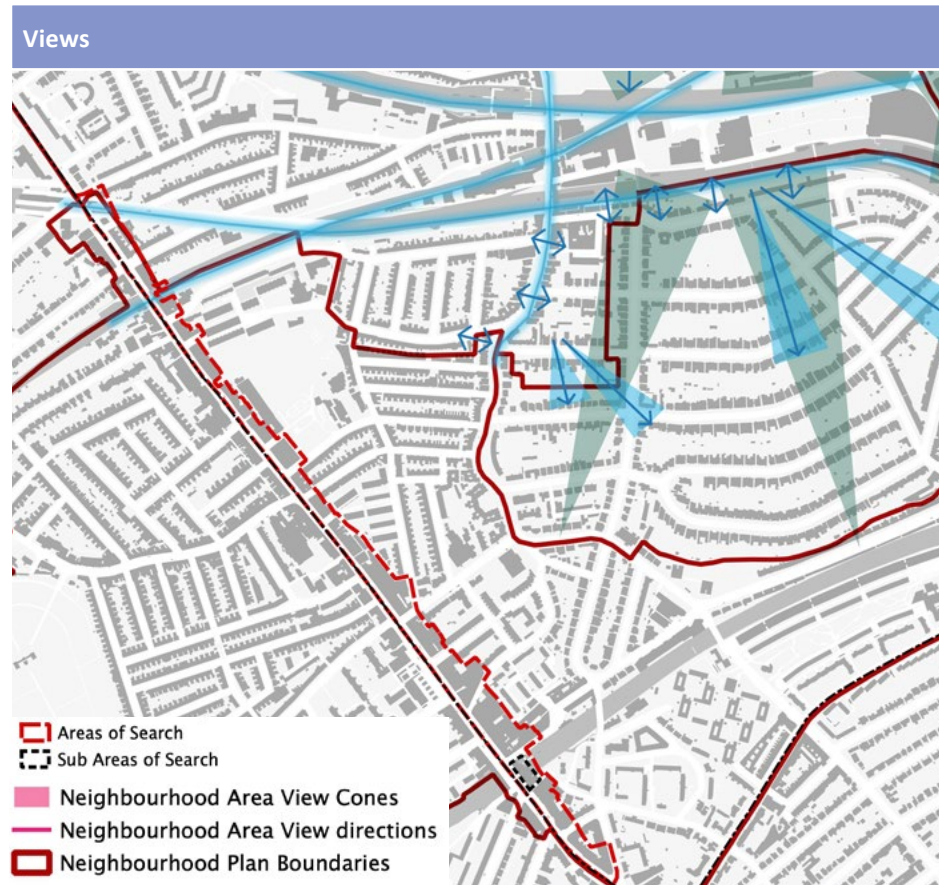 Views
Areas of Search
Sub Areas of Search
Neighbourhood Area View Cones
Neighbourhood Area View directions
Neighbourhood Plan Boundaries